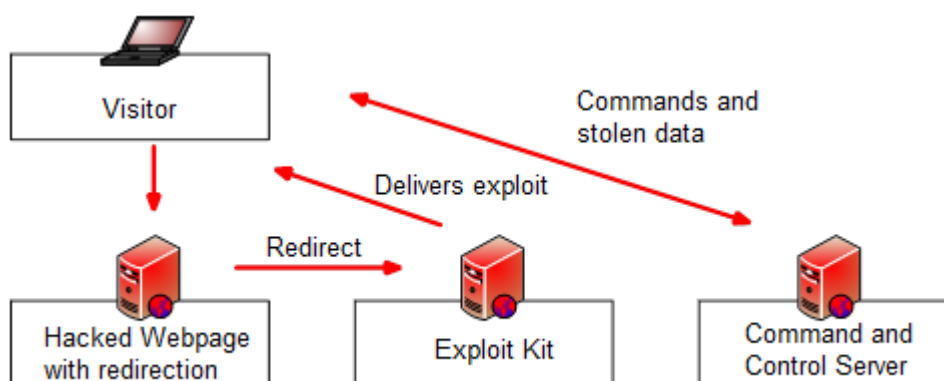 Visitor
Commands and
stolen data
Delivers exploit
Redirect
Hacked Webpage
with redirection
Exploit Kit
Command and
Control Server